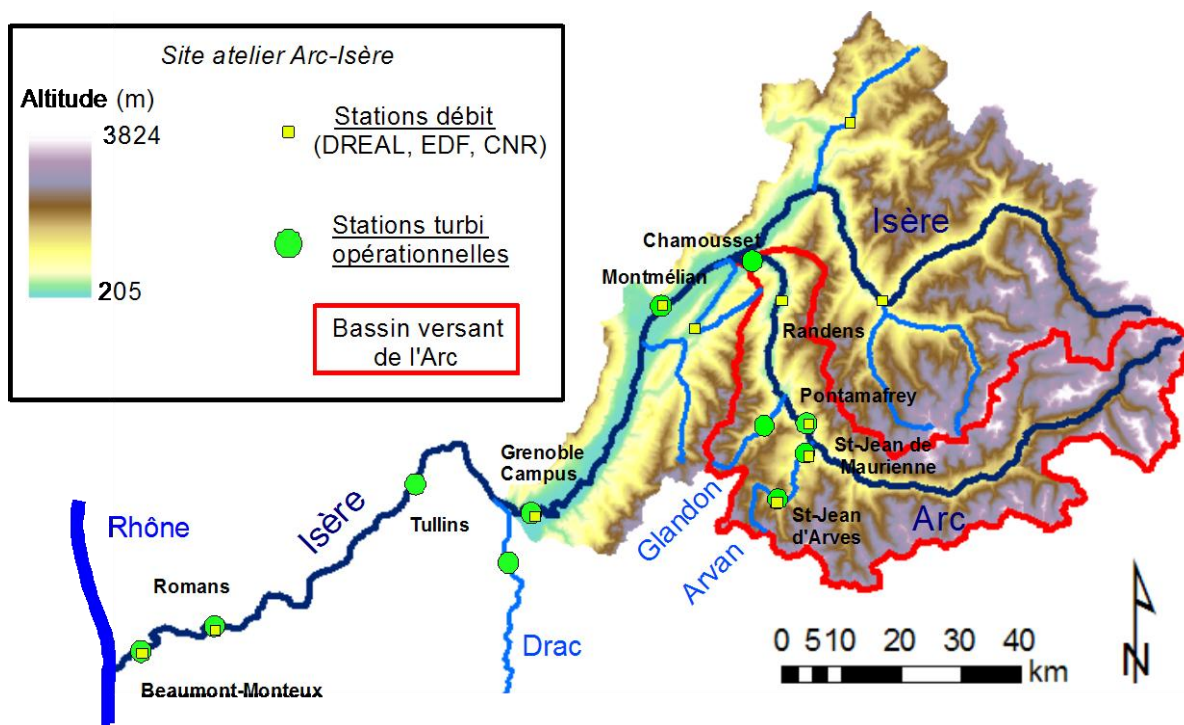 Site atelier Arc-Isère
Altitude (m)
3824
205
Stations débit
(DREAL, EDF, CNR)
Stations turbi
opérationnelles
Bassin versant
de l'Arc
Isère
Chamousset
Montmélian
Randens
Pontamafrey
St-Jean de
Maurienne
Grenoble
Campus
St-Jean
d'Arves
Arc
Glandon
Arvan
Tullins
Isère
Rhône
Romans
Drac
Beaumont-Monteux
0 5 10 20 30 40
km
N